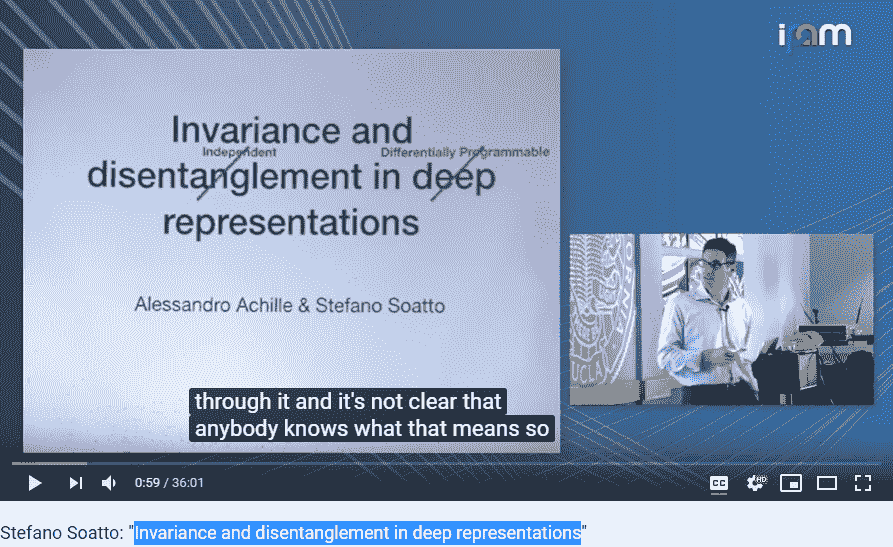 ipam
Invariance and
Independent
Differentially Programmable
disentanglement in deep
representations
Alessandro Achille & Stefano Soatto
UCLA
through it and it's not clear that
anybody knows what that means so
0:59 / 36:01
CC
HD
Stefano Soatto: "Invariance and disentanglement in deep representations"